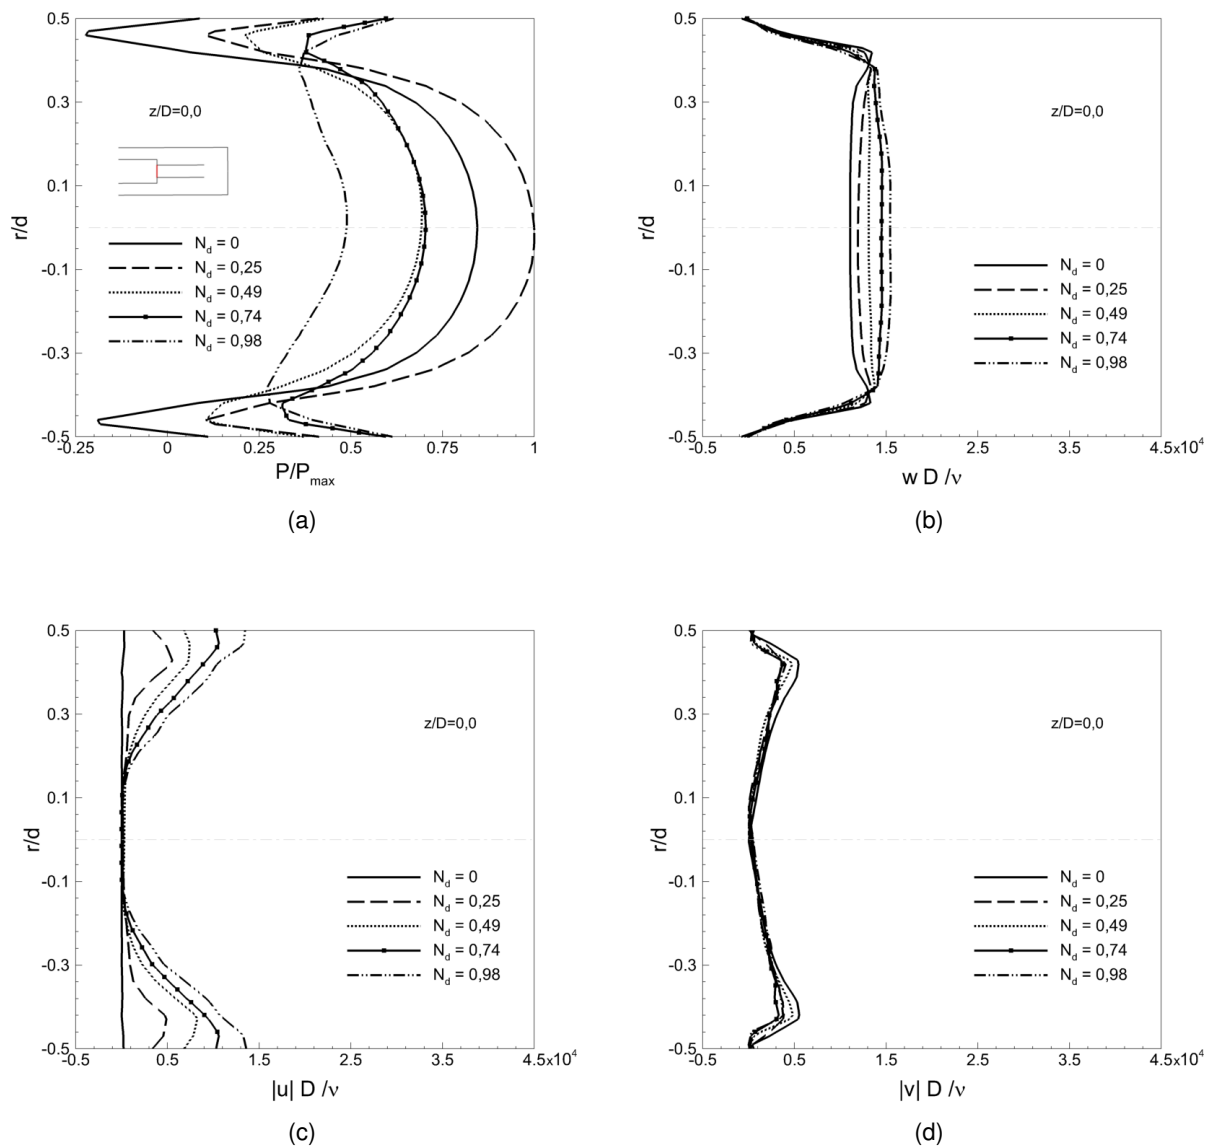 0.5
0.3
0.1
-0.1
-0.3
-0.5
r/d
z/D=0,0
N_d = 0
N_d = 0,25
N_d = 0,49
N_d = 0,74
N_d = 0,98
-0.25
0
0.25
0.5
0.75
1
P/P_max
(a)
0.5
0.3
0.1
-0.1
-0.3
-0.5
r/d
z/D=0,0
N_d = 0
N_d = 0,25
N_d = 0,49
N_d = 0,74
N_d = 0,98
-0.5
0.5
1.5
2.5
3.5
4.5x10⁴
w D /ν
(b)
0.5
0.3
0.1
-0.1
-0.3
-0.5
r/d
z/D=0,0
N_d = 0
N_d = 0,25
N_d = 0,49
N_d = 0,74
N_d = 0,98
-0.5
0.5
1.5
2.5
3.5
4.5x10⁴
|u| D /ν
(c)
0.5
0.3
0.1
-0.1
-0.3
-0.5
r/d
z/D=0,0
N_d = 0
N_d = 0,25
N_d = 0,49
N_d = 0,74
N_d = 0,98
-0.5
0.5
1.5
2.5
3.5
4.5x10⁴
|v| D /ν
(d)